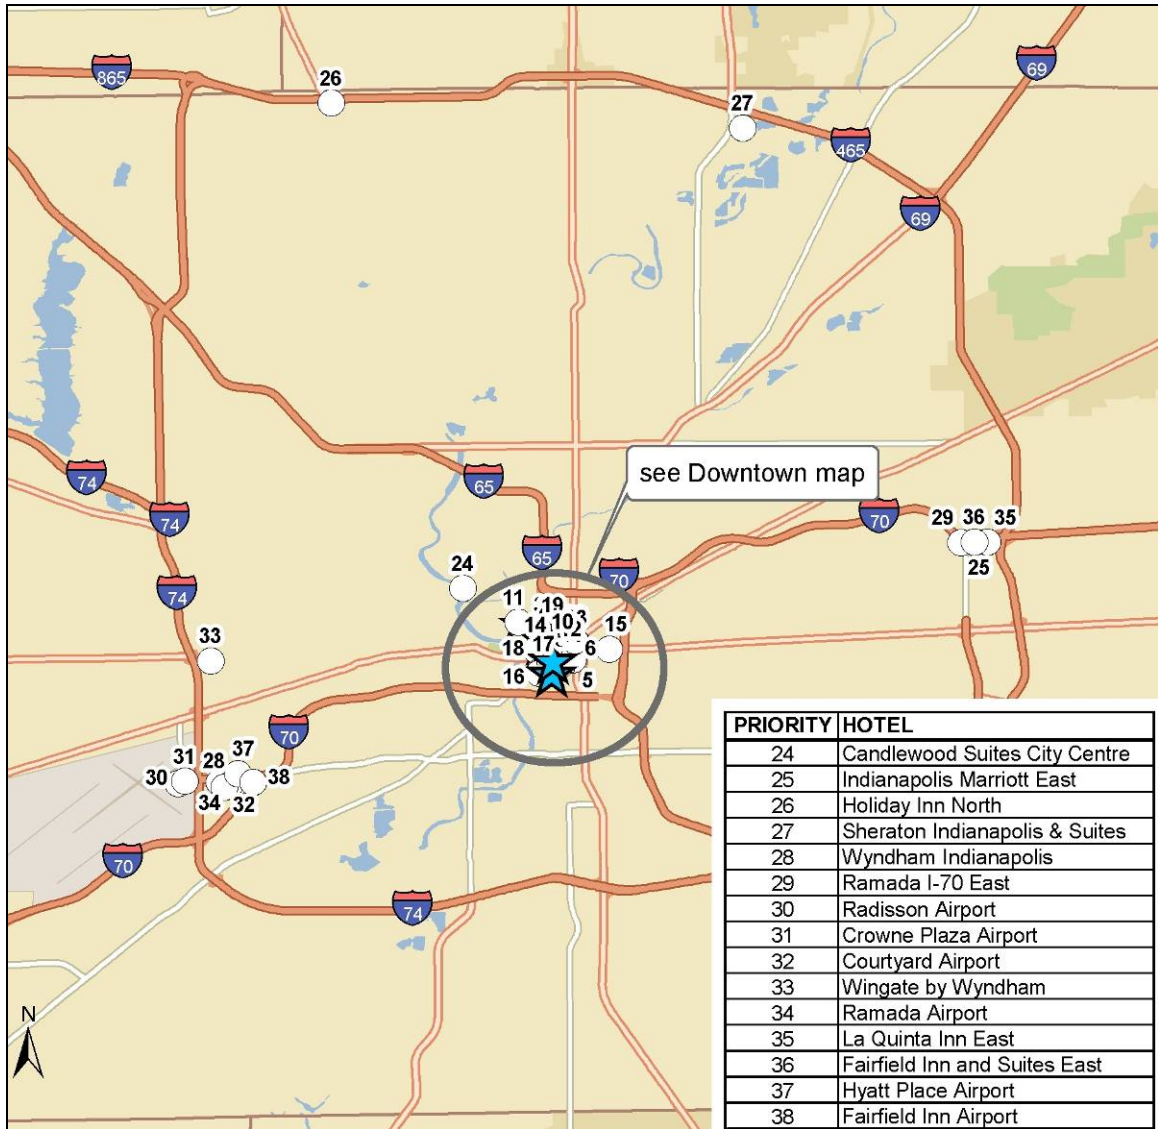 865
26
69
27
465
69
see Downtown map
74
65
70
74
29
36
35
25
65
70
24
74
11
19
14
10
2
15
33
18
17
6
16
5
70
31
37
28
30
38
34
32
70
74
N
PRIORITY HOTEL
24 Candlewood Suites City Centre
25 Indianapolis Marriott East
26 Holiday Inn North
27 Sheraton Indianapolis & Suites
28 Wyndham Indianapolis
29 Ramada I-70 East
30 Radisson Airport
31 Crowne Plaza Airport
32 Courtyard Airport
33 Wingate by Wyndham
34 Ramada Airport
35 La Quinta Inn East
36 Fairfield Inn and Suites East
37 Hyatt Place Airport
38 Fairfield Inn Airport